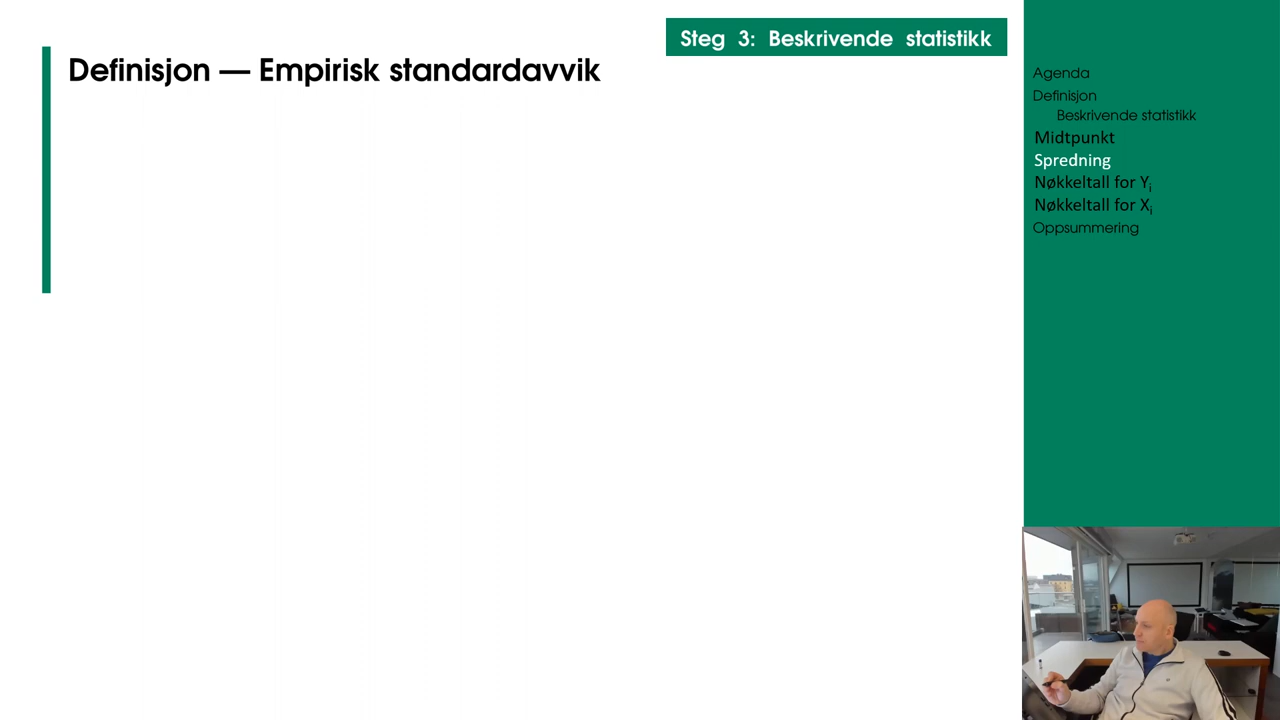 Steg 3: Beskrivende statistikk
Definisjon — Empirisk standardavvik
Agenda
Definisjon
Beskrivende statistikk
Midtpunkt
Spredning
Nøkkeltall for Yi
Nøkkeltall for Xi
Oppsummering